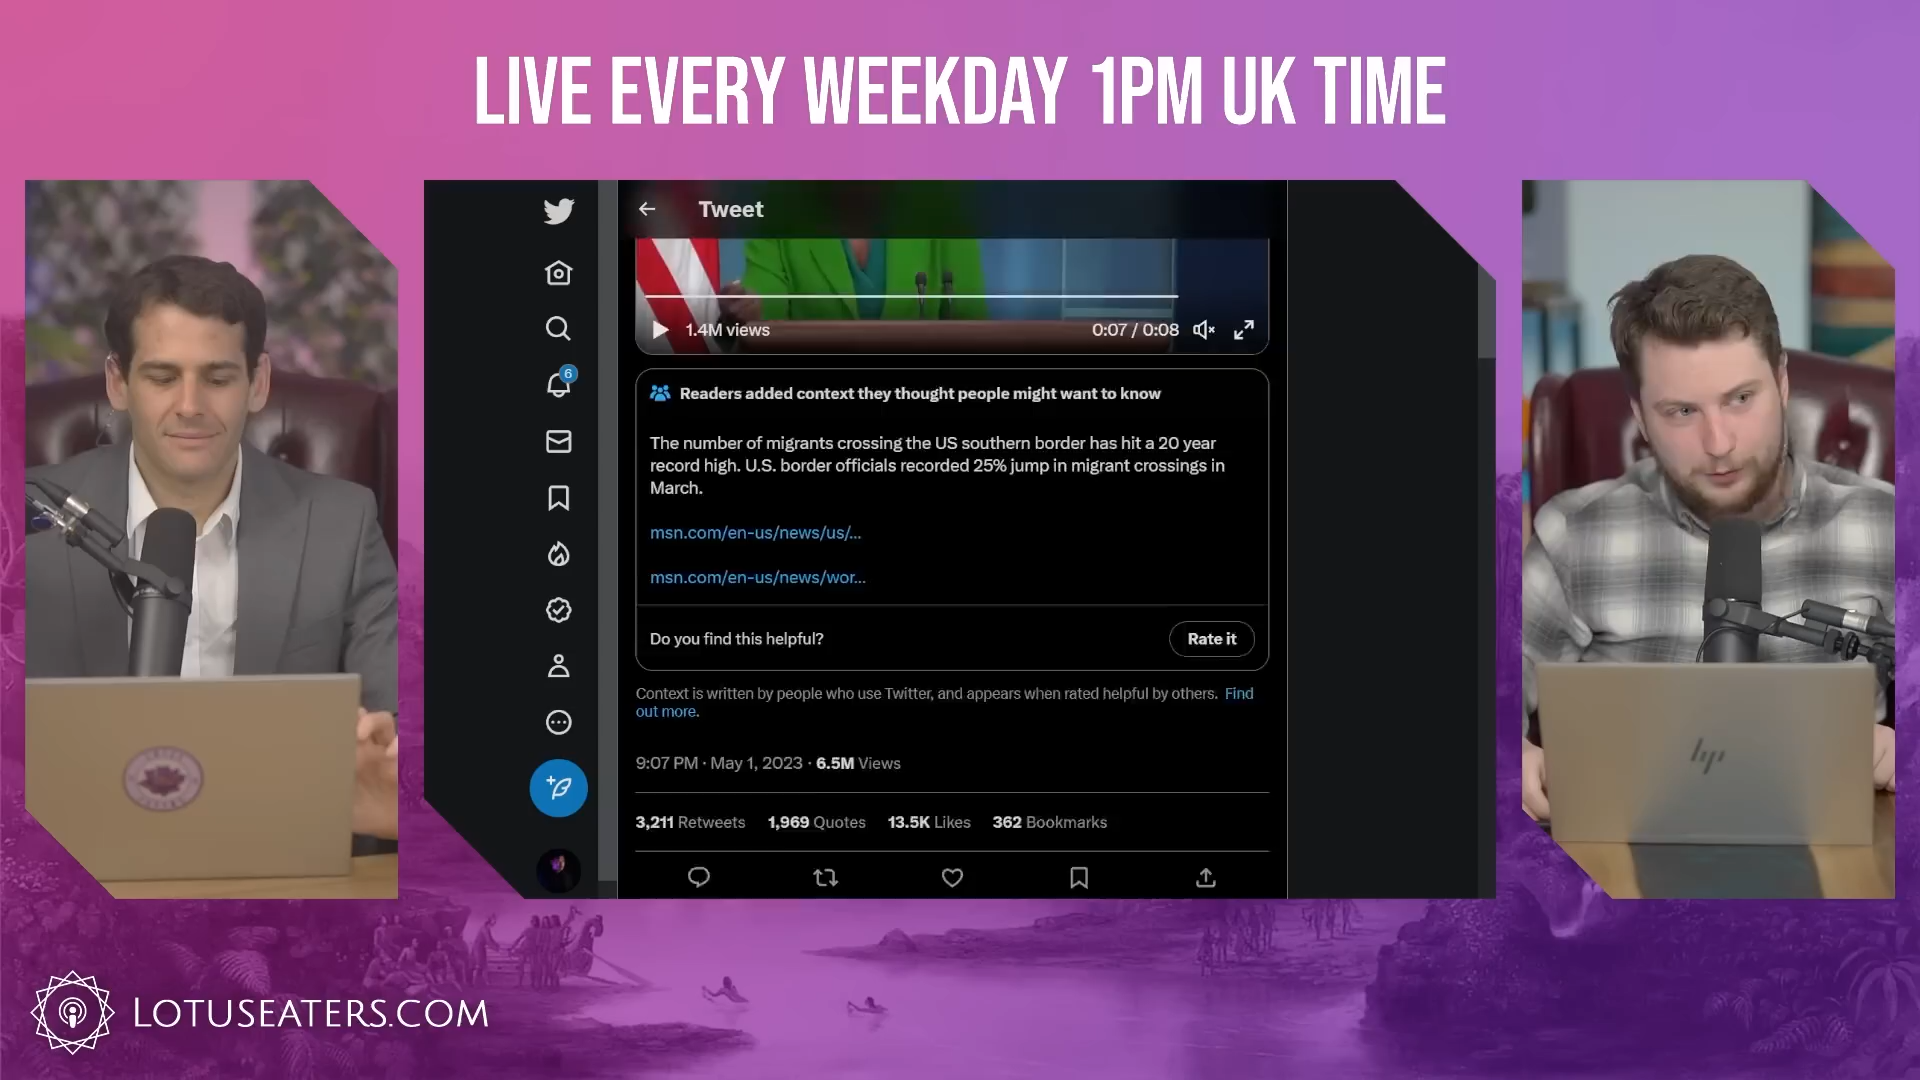 LIVE EVERY WEEKDAY 1PM UK TIME
Tweet
1.4M views
0:07 / 0:08
6
Readers added context they thought people might want to know
The number of migrants crossing the US southern border has hit a 20 year
record high. U.S. border officials recorded 25% jump in migrant crossings in
March.
msn.com/en-us/news/us/...
msn.com/en-us/news/wor...
Do you find this helpful?
Rate it
Context is written by people who use Twitter, and appears when rated helpful by others. Find
out more.
9:07 PM · May 1, 2023 · 6.5M Views
3,211 Retweets 1,969 Quotes 13.5K Likes 362 Bookmarks
hp
LOTUSEATERS.COM